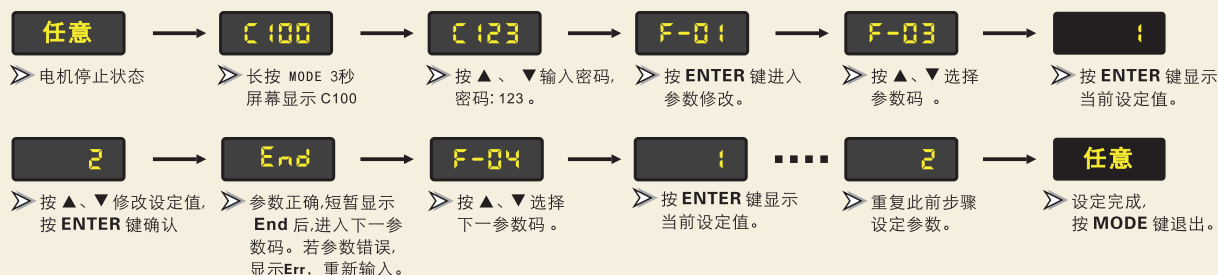 任意
C100
C123
F-01
F-03
1
电机停止状态
长按 MODE 3秒
屏幕显示 C100
按 ▲、▼输入密码,
密码: 123 。
按 ENTER 键进入
参数修改。
按 ▲、▼ 选择
参数码 。
按 ENTER 键显示
当前设定值。
2
End
F-04
1
2
任意
按 ▲、▼ 修改设定值,
按 ENTER 键确认
参数正确,短暂显示
End 后,进入下一参
数码。若参数错误,
显示Err，重新输入。
按 ▲、▼ 选择
下一参数码 。
按 ENTER 键显示
当前设定值。
重复此前步骤
设定参数。
设定完成,
按 MODE 键退出。